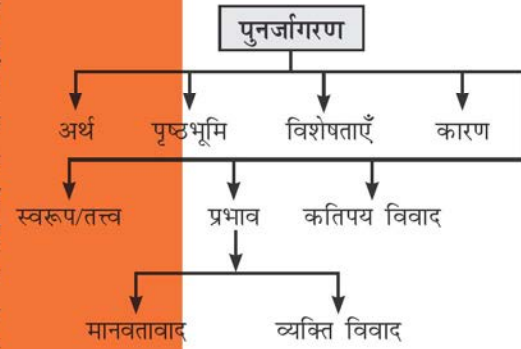 पुनर्जागरण
अर्थ पृष्ठभूमि विशेषताएँ कारण
स्वरूप/तत्त्व प्रभाव कतिपय विवाद
मानवतावाद व्यक्ति विवाद